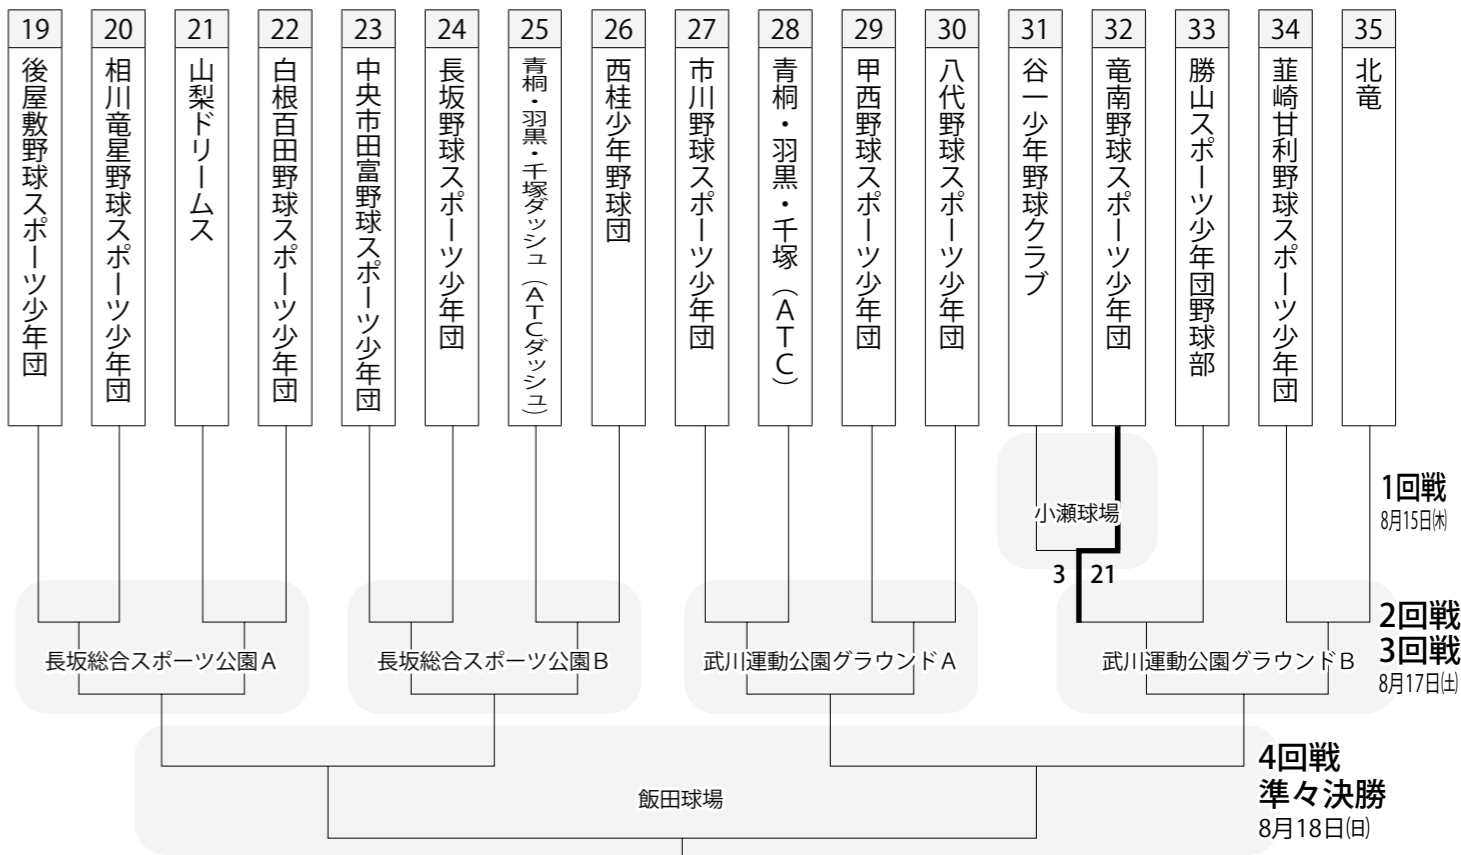 19
後屋敷野球スポーツ少年団
20
相川竜星野球スポーツ少年団
21
山梨ドリームス
22
白根百田野球スポーツ少年団
23
中央市田富野球スポーツ少年団
24
長坂野球スポーツ少年団
25
青桐・羽黒・千塚ダッシュ（ATCダッシュ）
26
西桂少年野球団
27
市川野球スポーツ少年団
28
青桐・羽黒・千塚（ATC）
29
甲西野球スポーツ少年団
30
八代野球スポーツ少年団
31
谷一少年野球クラブ
32
竜南野球スポーツ少年団
33
勝山スポーツ少年団野球部
34
韮崎甘利野球スポーツ少年団
35
北竜
1回戦
8月15日㈭
小瀬球場
3 21
2回戦
3回戦
8月17日㈯
長坂総合スポーツ公園A
長坂総合スポーツ公園B
武川運動公園グラウンドA
武川運動公園グラウンドB
4回戦
準々決勝
8月18日㈰
飯田球場